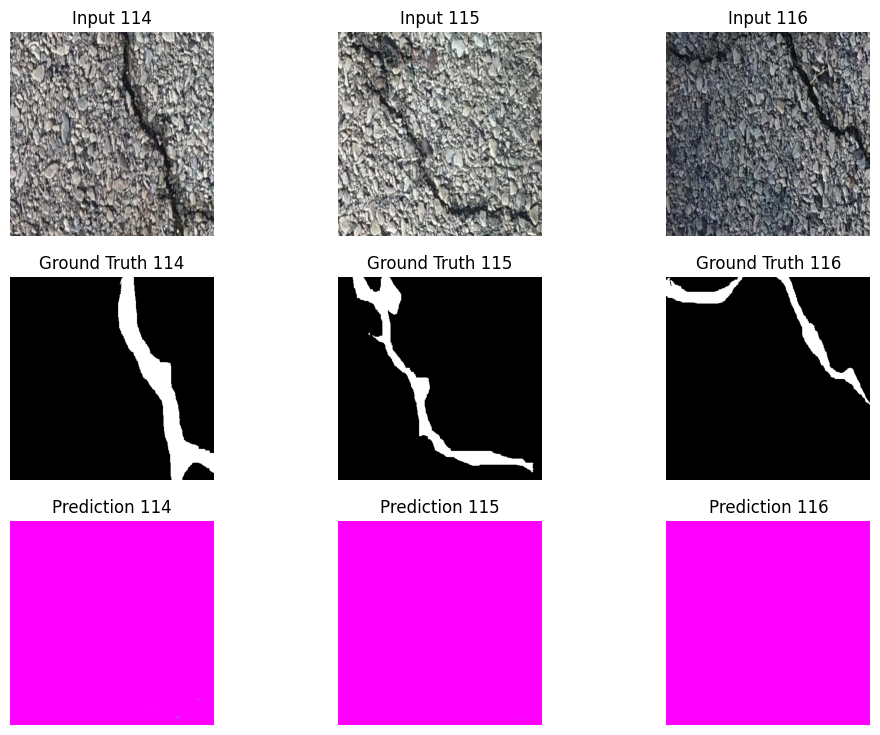 Input 114
Input 115
Input 116
Ground Truth 114
Ground Truth 115
Ground Truth 116
Prediction 114
Prediction 115
Prediction 116